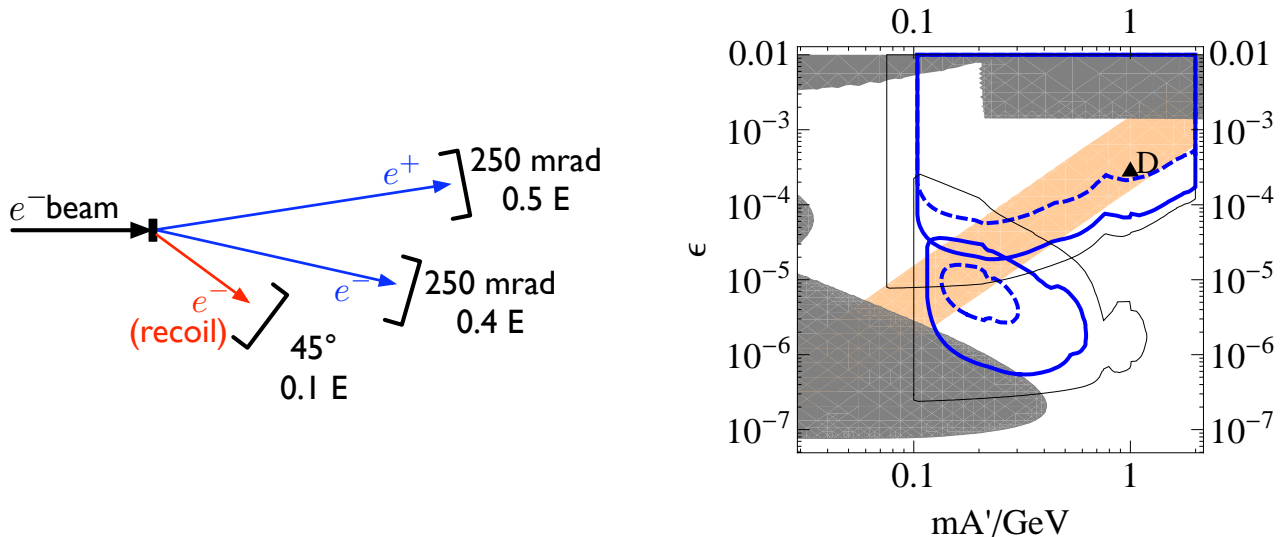 e⁻beam
e⁺
250 mrad
0.5 E
e⁻
250 mrad
0.4 E
e⁻
(recoil)
45°
0.1 E
0.1 1
0.01 0.01
10⁻³ 10⁻³
D
10⁻⁴ 10⁻⁴
ϵ
10⁻⁵ 10⁻⁵
10⁻⁶ 10⁻⁶
10⁻⁷ 10⁻⁷
0.1 1
mA'/GeV